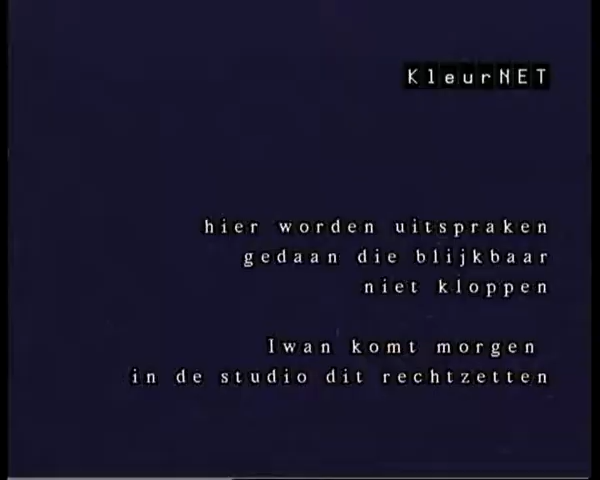 KleurNET
hier worden uitspraken
gedaan die blijkbaar
niet kloppen
Iwan komt morgen
in de studio dit rechtzetten